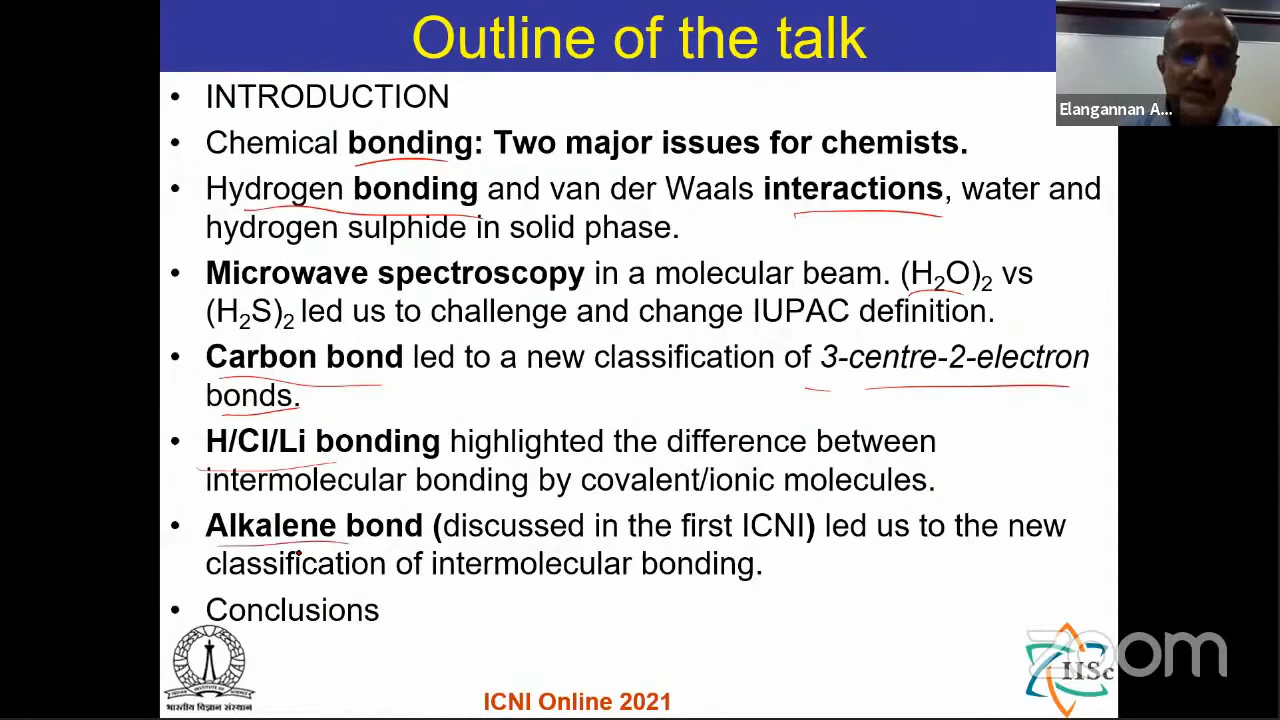 Outline of the talk
Elangannan A...
• INTRODUCTION
• Chemical bonding: Two major issues for chemists.
• Hydrogen bonding and van der Waals interactions, water and
hydrogen sulphide in solid phase.
• Microwave spectroscopy in a molecular beam. (H₂O)₂ vs
(H₂S)₂ led us to challenge and change IUPAC definition.
• Carbon bond led to a new classification of 3-centre-2-electron
bonds.
• H/Cl/Li bonding highlighted the difference between
intermolecular bonding by covalent/ionic molecules.
• Alkalene bond (discussed in the first ICNI) led us to the new
classification of intermolecular bonding.
• Conclusions
भारतीय विज्ञान संस्थान
ICNI Online 2021
IISc
zoom